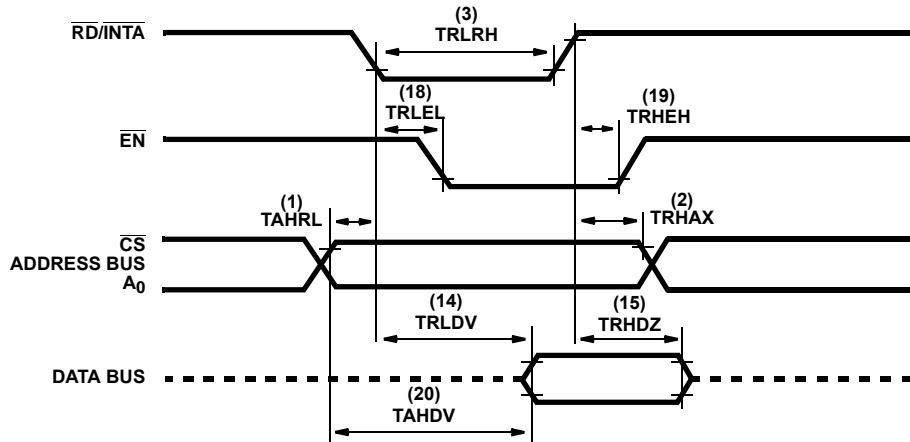 (3)
RD/INTA
TRLRH
(18)
TRLEL
(19)
TRHEH
EN
(1)
TAHRL
(2)
TRHAX
CS
ADDRESS BUS
A0
(14)
TRLDV
(15)
TRHDZ
DATA BUS
(20)
TAHDV